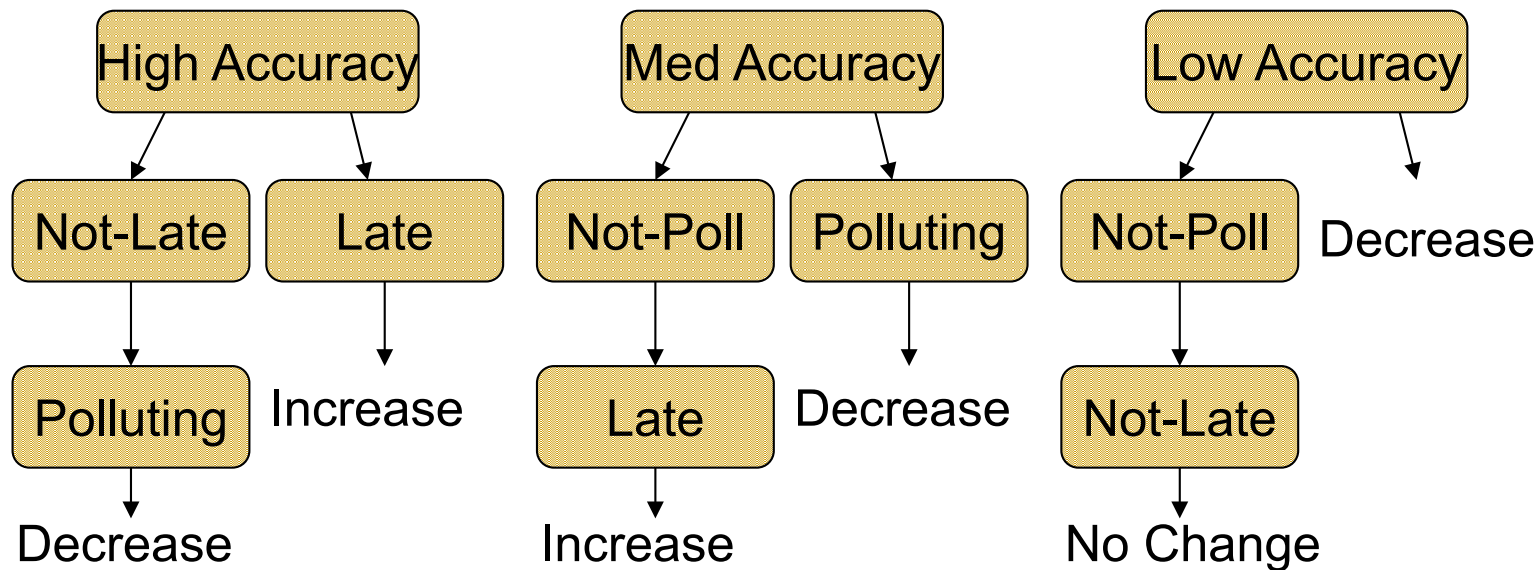 High Accuracy
Med Accuracy
Low Accuracy
Not-Late
Late
Not-Poll
Polluting
Not-Poll
Decrease
Polluting
Increase
Late
Decrease
Not-Late
Decrease
Increase
No Change